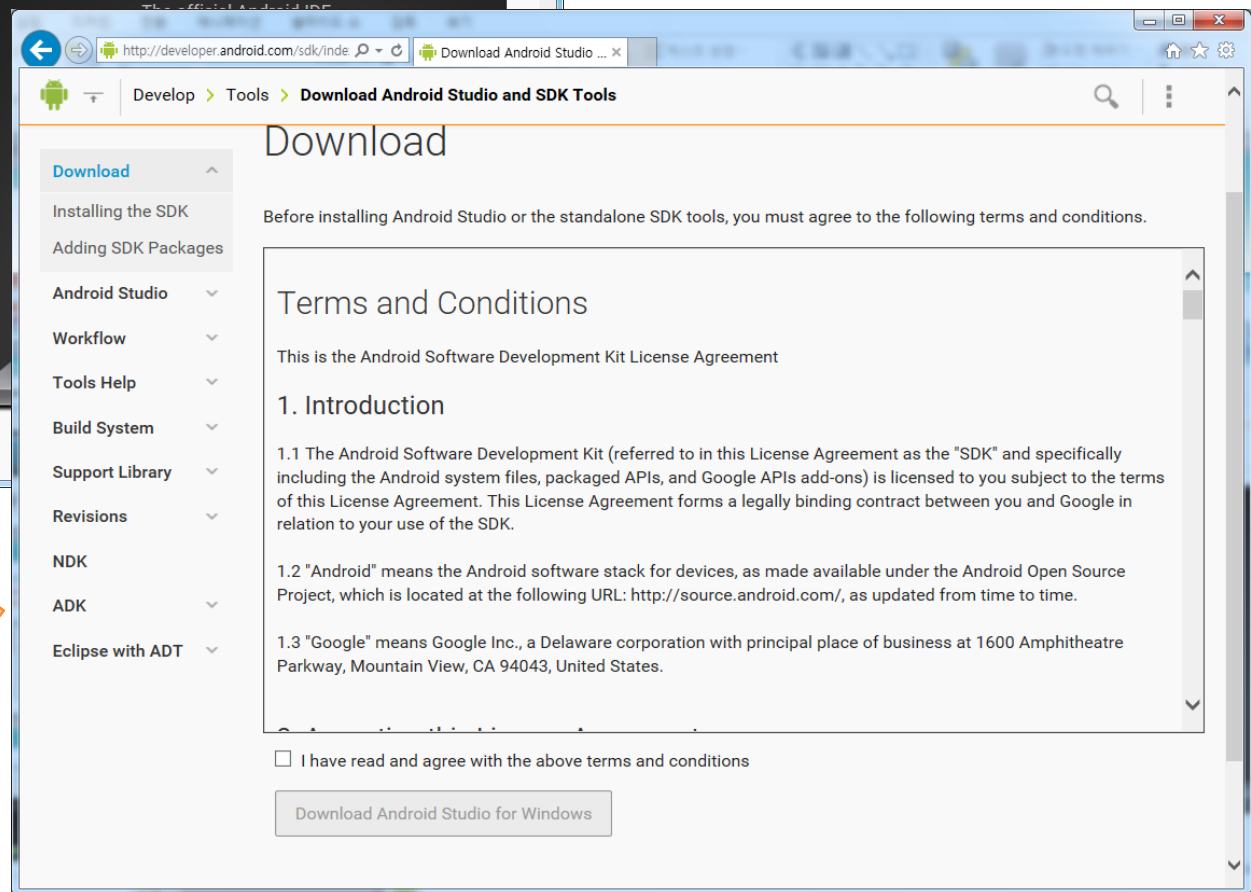 The official Android IDE
http://developer.android.com/sdk/inde
Download Android Studio ...
Develop > Tools > Download Android Studio and SDK Tools
Download
Installing the SDK
Adding SDK Packages
Android Studio
Workflow
Tools Help
Build System
Support Library
Revisions
NDK
ADK
Eclipse with ADT
Download
Before installing Android Studio or the standalone SDK tools, you must agree to the following terms and conditions.
Terms and Conditions
This is the Android Software Development Kit License Agreement
1. Introduction
1.1 The Android Software Development Kit (referred to in this License Agreement as the "SDK" and specifically
including the Android system files, packaged APIs, and Google APIs add-ons) is licensed to you subject to the terms
of this License Agreement. This License Agreement forms a legally binding contract between you and Google in
relation to your use of the SDK.
1.2 "Android" means the Android software stack for devices, as made available under the Android Open Source
Project, which is located at the following URL: http://source.android.com/, as updated from time to time.
1.3 "Google" means Google Inc., a Delaware corporation with principal place of business at 1600 Amphitheatre
Parkway, Mountain View, CA 94043, United States.
I have read and agree with the above terms and conditions
Download Android Studio for Windows